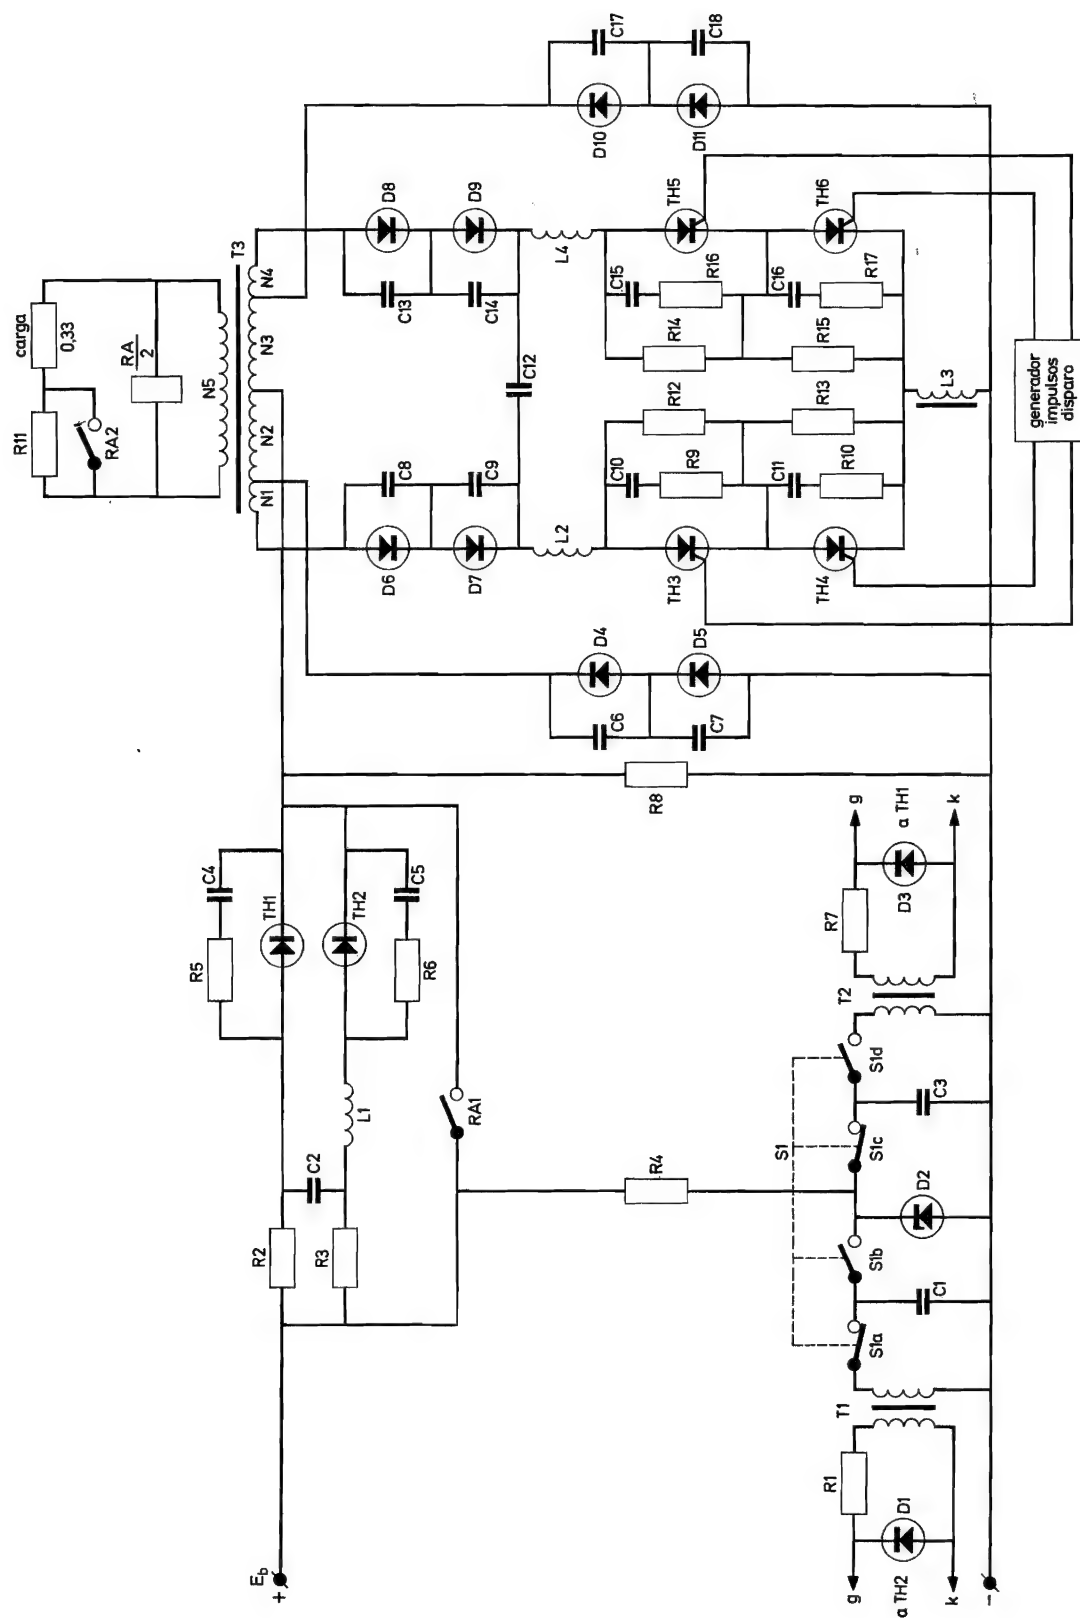 carga
0,33
R11
RA2
RA
2
N5
T3
N1
N2
N3
N4
C17
C18
D10
D11
D8
D9
C13
C14
C12
C8
C9
D6
D7
L2
L4
TH5
TH6
C15
R16
C16
R17
R14
R15
R12
R13
C10
R9
C11
R10
TH3
TH4
L3
generador
impulsos
disparo
D4
D5
C6
C7
R8
C4
R5
TH1
TH2
C5
R6
L1
C2
R2
R3
RA1
R4
+
Eb
S1
S1a
S1b
S1c
S1d
C1
D2
C3
T1
R1
D1
g
a TH2
k
T2
R7
D3
g
a TH1
k
−